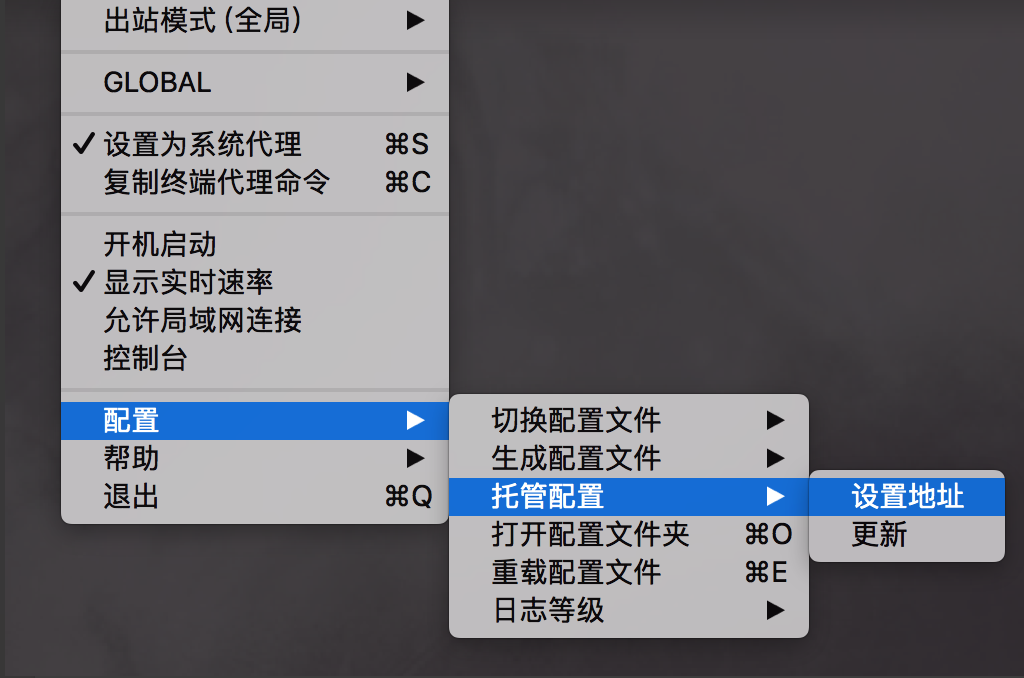 出站模式 (全局) ▶
GLOBAL ▶
✓ 设置为系统代理 ⌘S
复制终端代理命令 ⌘C
开机启动
✓ 显示实时速率
允许局域网连接
控制台
配置 ▶
帮助 ▶
退出 ⌘Q
切换配置文件 ▶
生成配置文件 ▶
托管配置 ▶
打开配置文件夹 ⌘O
重载配置文件 ⌘E
日志等级 ▶
设置地址
更新